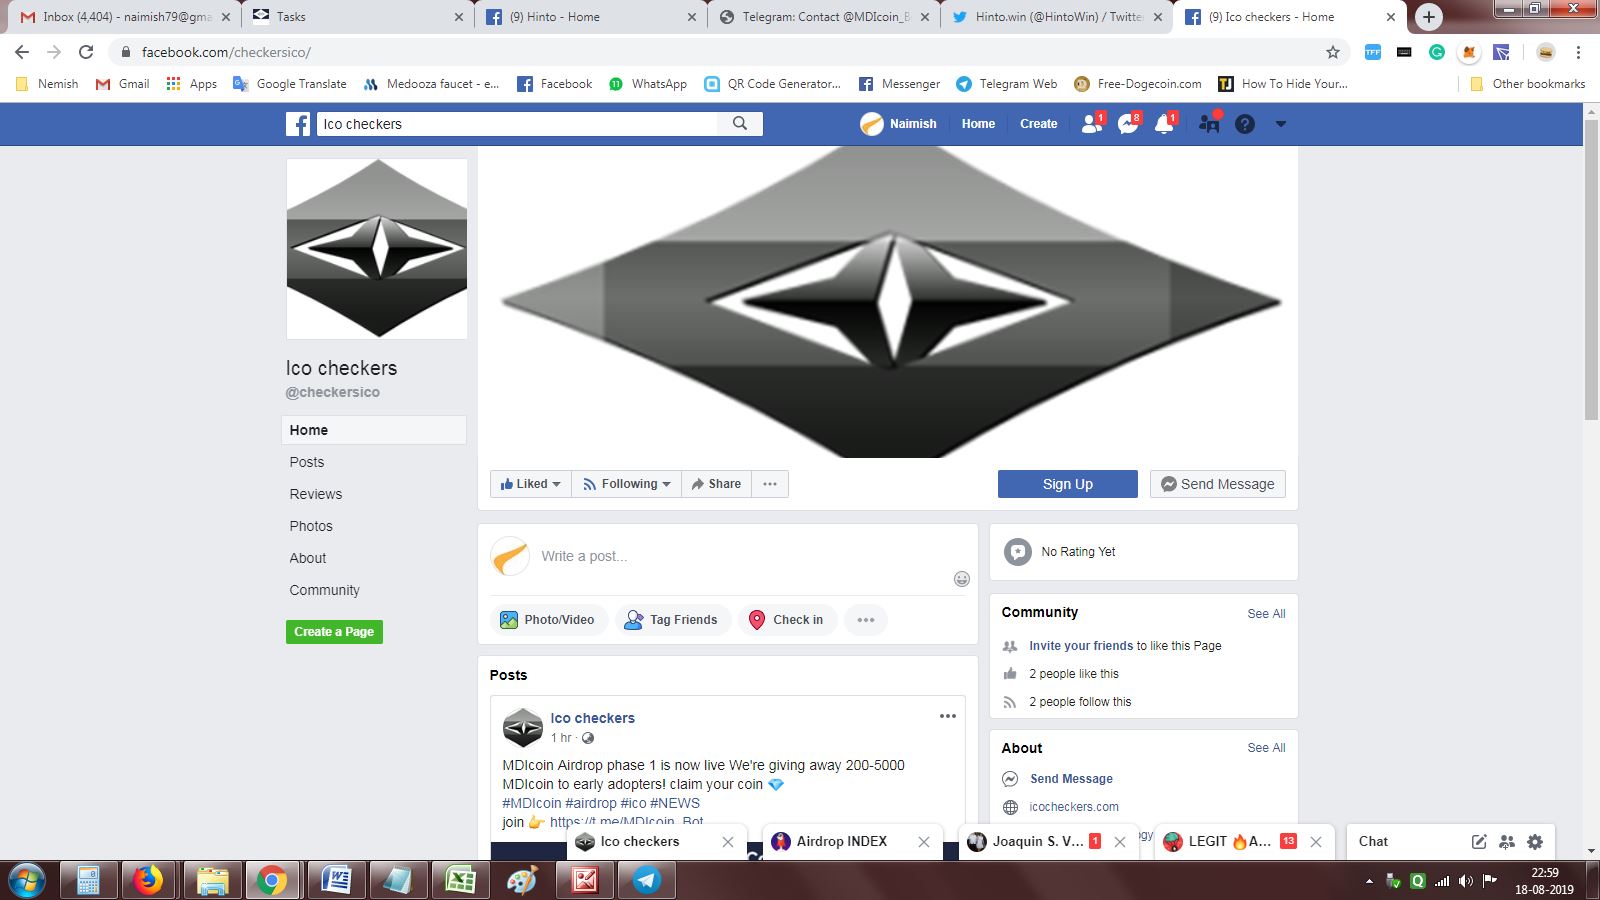 Inbox (4,404) - naimish79@gma
Tasks
(9) Hinto - Home
Telegram: Contact @MDIcoin_B
Hinto.win (@HintoWin) / Twitte
(9) Ico checkers - Home
facebook.com/checkersico/
TFF
Nemish
Gmail
Apps
Google Translate
Medooza faucet - e...
Facebook
11
WhatsApp
QR Code Generator...
Messenger
Telegram Web
Free-Dogecoin.com
TJ
How To Hide Your...
Other bookmarks
Ico checkers
Naimish
Home
Create
1
8
1
Ico checkers
@checkersico
Home
Posts
Reviews
Photos
About
Community
Create a Page
Liked
Following
Share
Sign Up
Send Message
Write a post...
Photo/Video
Tag Friends
Check in
No Rating Yet
Community
See All
Invite your friends to like this Page
2 people like this
2 people follow this
Posts
Ico checkers
1 hr ·
MDIcoin Airdrop phase 1 is now live We're giving away 200-5000
MDIcoin to early adopters! claim your coin 💎
#MDIcoin #airdrop #ico #NEWS
join 👉 https://t.me/MDIcoin_Bot
About
See All
Send Message
icocheckers.com
Ico checkers
Airdrop INDEX
Joaquin S. V... 1
LEGIT 🔥A... 13
Chat
22:59
18-08-2019